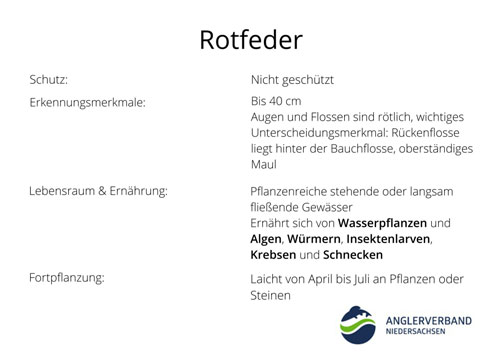 Rotfeder
Schutz:
Nicht geschützt
Erkennungsmerkmale:
Bis 40 cm
Augen und Flossen sind rötlich, wichtiges
Unterscheidungsmerkmal: Rückenflosse
liegt hinter der Bauchflosse, oberständiges
Maul
Lebensraum & Ernährung:
Pflanzenreiche stehende oder langsam
fließende Gewässer
Ernährt sich von Wasserpflanzen und
Algen, Würmern, Insektenlarven,
Krebsen und Schnecken
Fortpflanzung:
Laicht von April bis Juli an Pflanzen oder
Steinen
ANGLERVERBAND
NIEDERSACHSEN